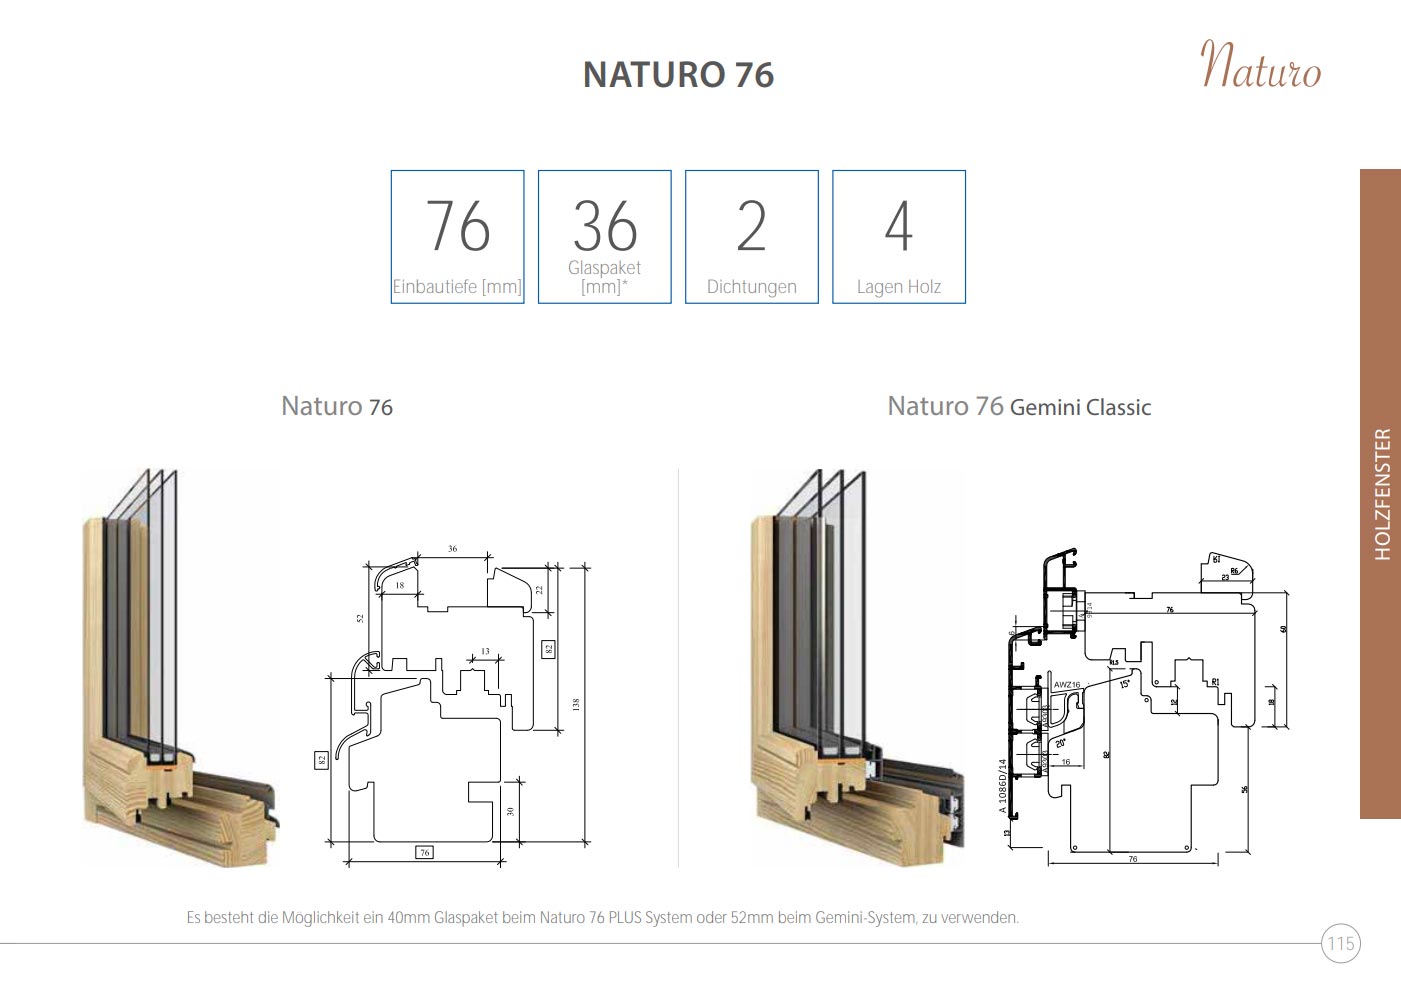 NATURO 76
Naturo
76
Einbautiefe [mm]
36
Glaspaket
[mm]*
2
Dichtungen
4
Lagen Holz
HOLZFENSTER
Naturo 76
Naturo 76 Gemini Classic
36
18
22
52
82
13
138
82
30
76
R6
23
76
60
R1,5
AWZ16
15°
R1
12
18
20°
16
82
56
A 1086D/14
13
76
Es besteht die Möglichkeit ein 40mm Glaspaket beim Naturo 76 PLUS System oder 52mm beim Gemini-System, zu verwenden.
115